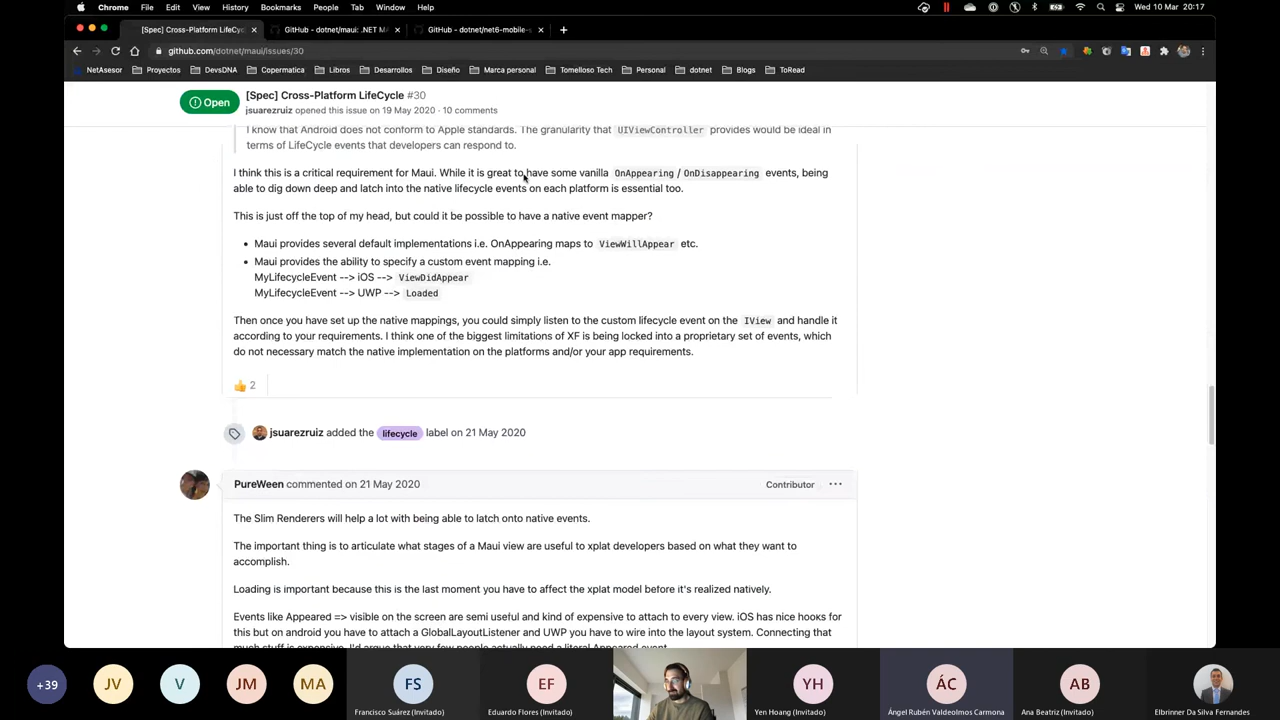 Chrome File Edit View History Bookmarks People Tab Window Help Wed 10 Mar 20:17
[Spec] Cross-Platform LifeCyc GitHub - dotnet/maui: .NET MA GitHub - dotnet/net6-mobile-s
github.com/dotnet/maui/issues/30
NetAsesor Proyectos DevsDNA Copermatica Libros Desarrollos Diseño Marca personal Tomelloso Tech Personal dotnet Blogs ToRead
Open
[Spec] Cross-Platform LifeCycle #30
jsuarezruiz opened this issue on 19 May 2020 · 10 comments
I know that Android does not conform to Apple standards. The granularity that UIViewController provides would be ideal in
terms of LifeCycle events that developers can respond to.
I think this is a critical requirement for Maui. While it is great to have some vanilla OnAppearing / OnDisappearing events, being
able to dig down deep and latch into the native lifecycle events on each platform is essential too.
This is just off the top of my head, but could it be possible to have a native event mapper?
• Maui provides several default implementations i.e. OnAppearing maps to ViewWillAppear etc.
• Maui provides the ability to specify a custom event mapping i.e.
MyLifecycleEvent --> iOS --> ViewDidAppear
MyLifecycleEvent --> UWP --> Loaded
Then once you have set up the native mappings, you could simply listen to the custom lifecycle event on the IView and handle it
according to your requirements. I think one of the biggest limitations of XF is being locked into a proprietary set of events, which
do not necessary match the native implementation on the platforms and/or your app requirements.
👍 2
jsuarezruiz added the lifecycle label on 21 May 2020
PureWeen commented on 21 May 2020 Contributor ···
The Slim Renderers will help a lot with being able to latch onto native events.
The important thing is to articulate what stages of a Maui view are useful to xplat developers based on what they want to
accomplish.
Loading is important because this is the last moment you have to affect the xplat model before it's realized natively.
Events like Appeared => visible on the screen are semi useful and kind of expensive to attach to every view. iOS has nice hooks for
this but on android you have to attach a GlobalLayoutListener and UWP you have to wire into the layout system. Connecting that
much stuff is expensive. I'd argue that very few people actually need a literal Appeared event
+39 JV V JM MA FS EF YH ÁC AB
Francisco Suárez (Invitado) Eduardo Flores (Invitado) Yen Hoang (Invitado) Ángel Rubén Valdeolmos Carmona Ana Beatriz (Invitado) Elbrinner Da Silva Fernandes